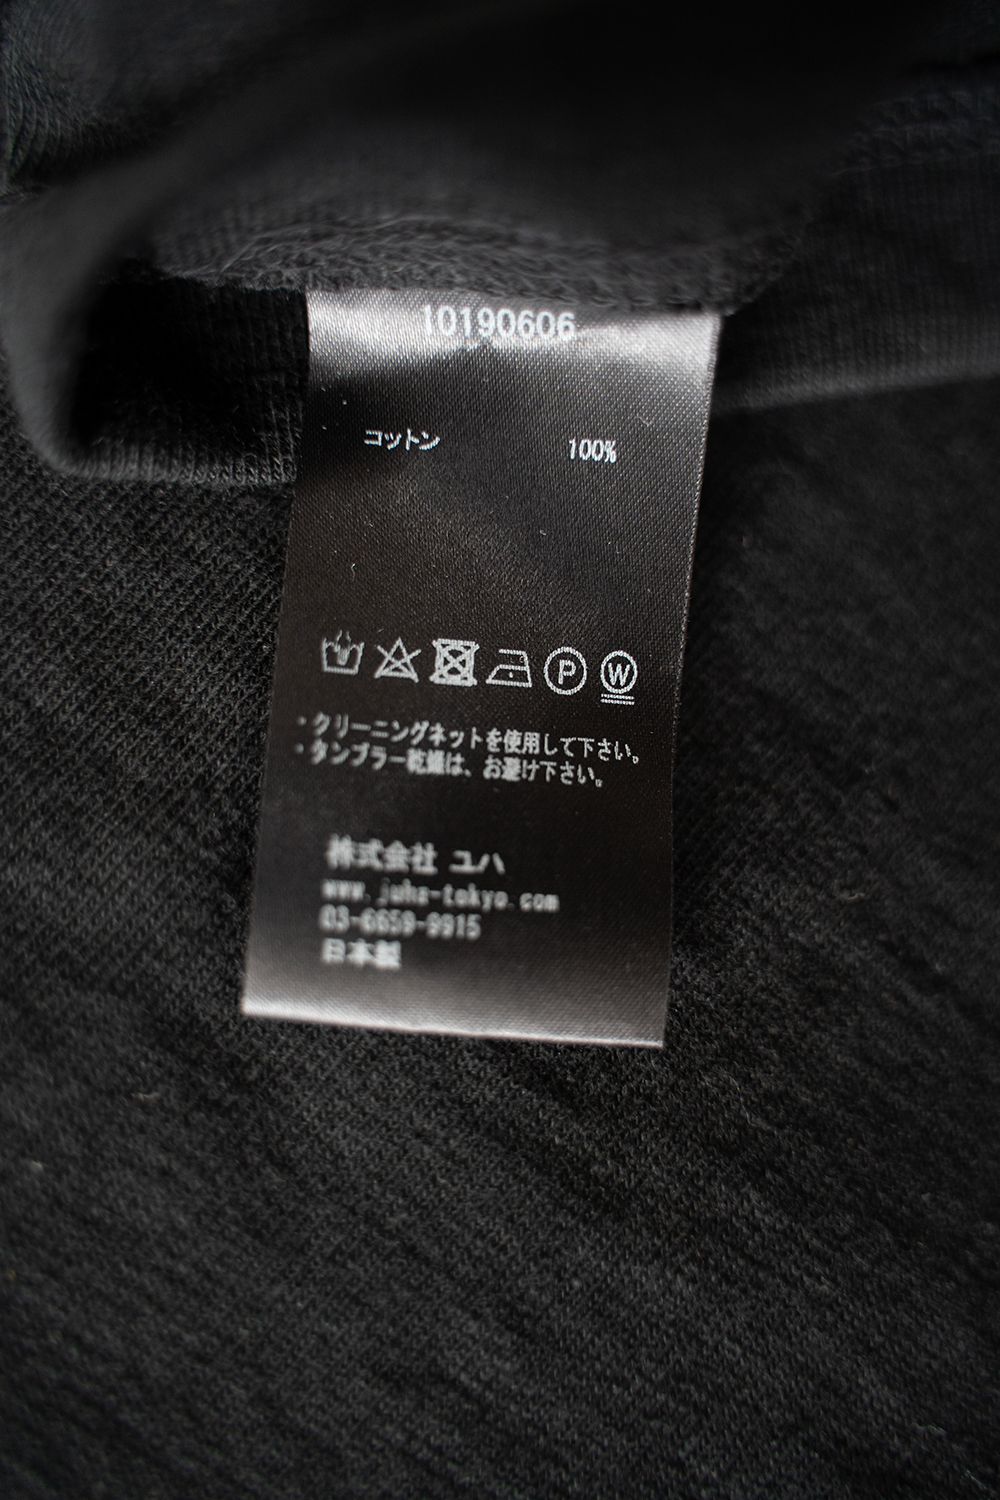 10190606
コットン 100%
P W
・クリーニングネットを使用して下さい。
・タンブラー乾燥は、お避け下さい。
株式会社 ユハ
www.juha-tokyo.com
03-6659-9915
日本製